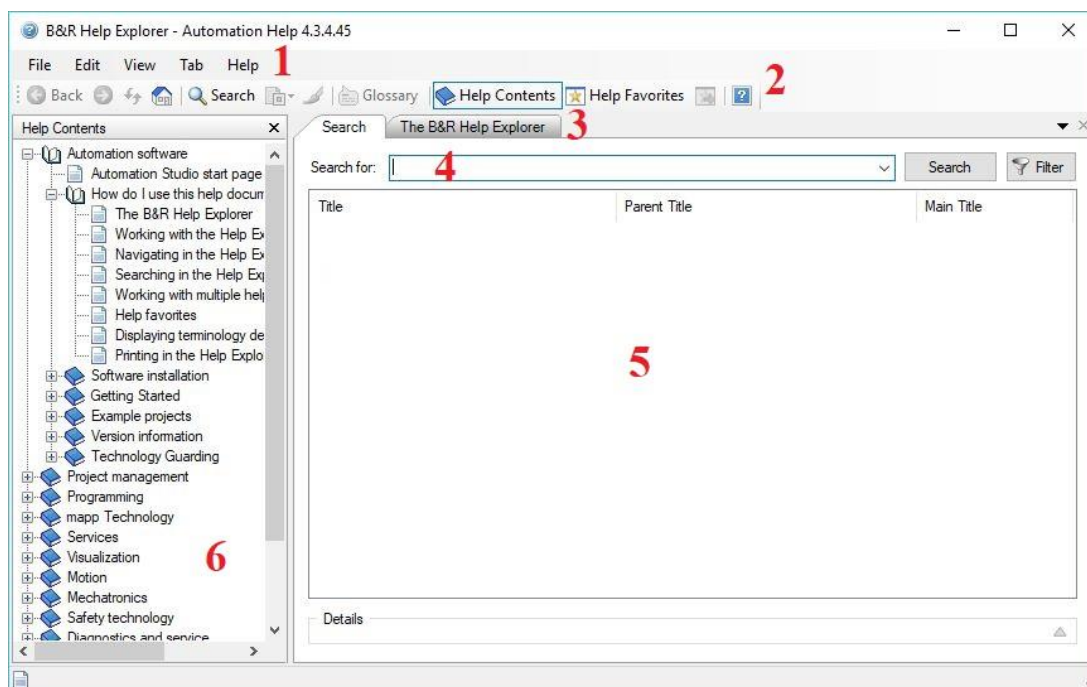 B&R Help Explorer - Automation Help 4.3.4.45
File Edit View Tab Help 1
Back Search Glossary Help Contents Help Favorites 2
Help Contents
Search The B&R Help Explorer 3
Search for: 4 Search Filter
Title Parent Title Main Title
5
Details
Automation software
Automation Studio start page
How do I use this help docum
The B&R Help Explorer
Working with the Help Ex
Navigating in the Help Ex
Searching in the Help Exp
Working with multiple help
Help favorites
Displaying terminology de
Printing in the Help Explo
Software installation
Getting Started
Example projects
Version information
Technology Guarding
Project management
Programming
mapp Technology
Services
Visualization
6
Motion
Mechatronics
Safety technology
Diagnostics and service